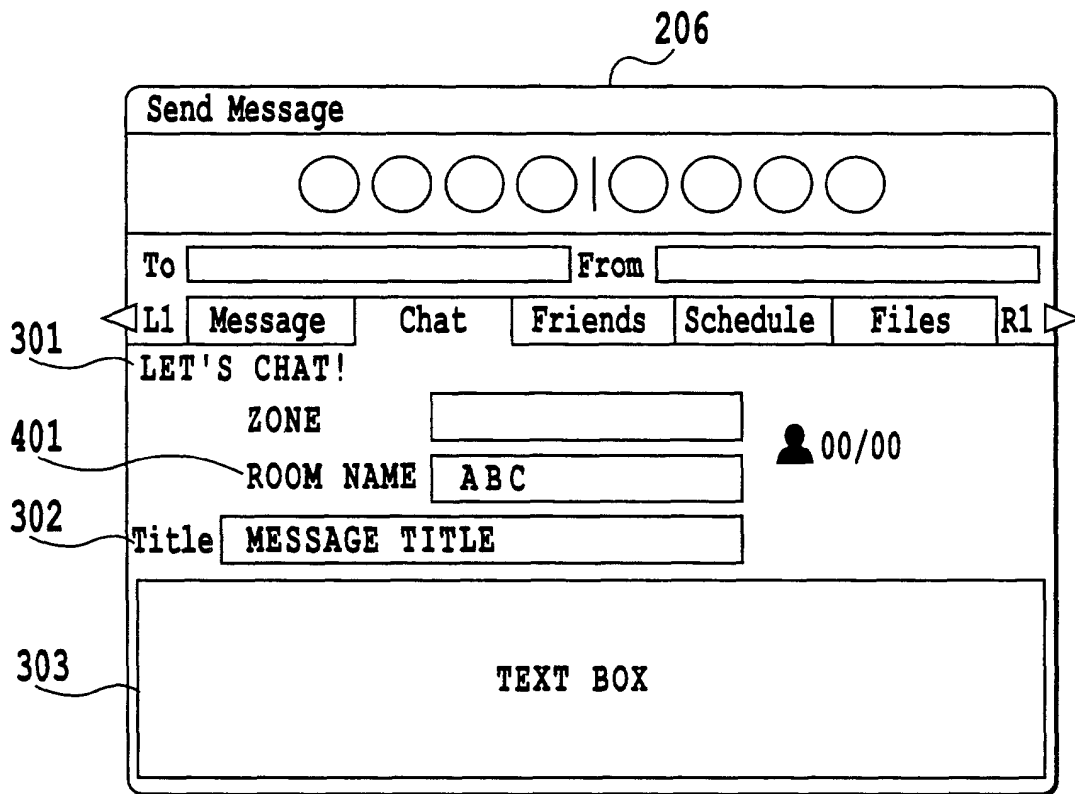 206
Send Message
To From
L1 Message Chat Friends Schedule Files R1
301
LET'S CHAT!
ZONE
00/00
401
ROOM NAME ABC
302
Title MESSAGE TITLE
303
TEXT BOX